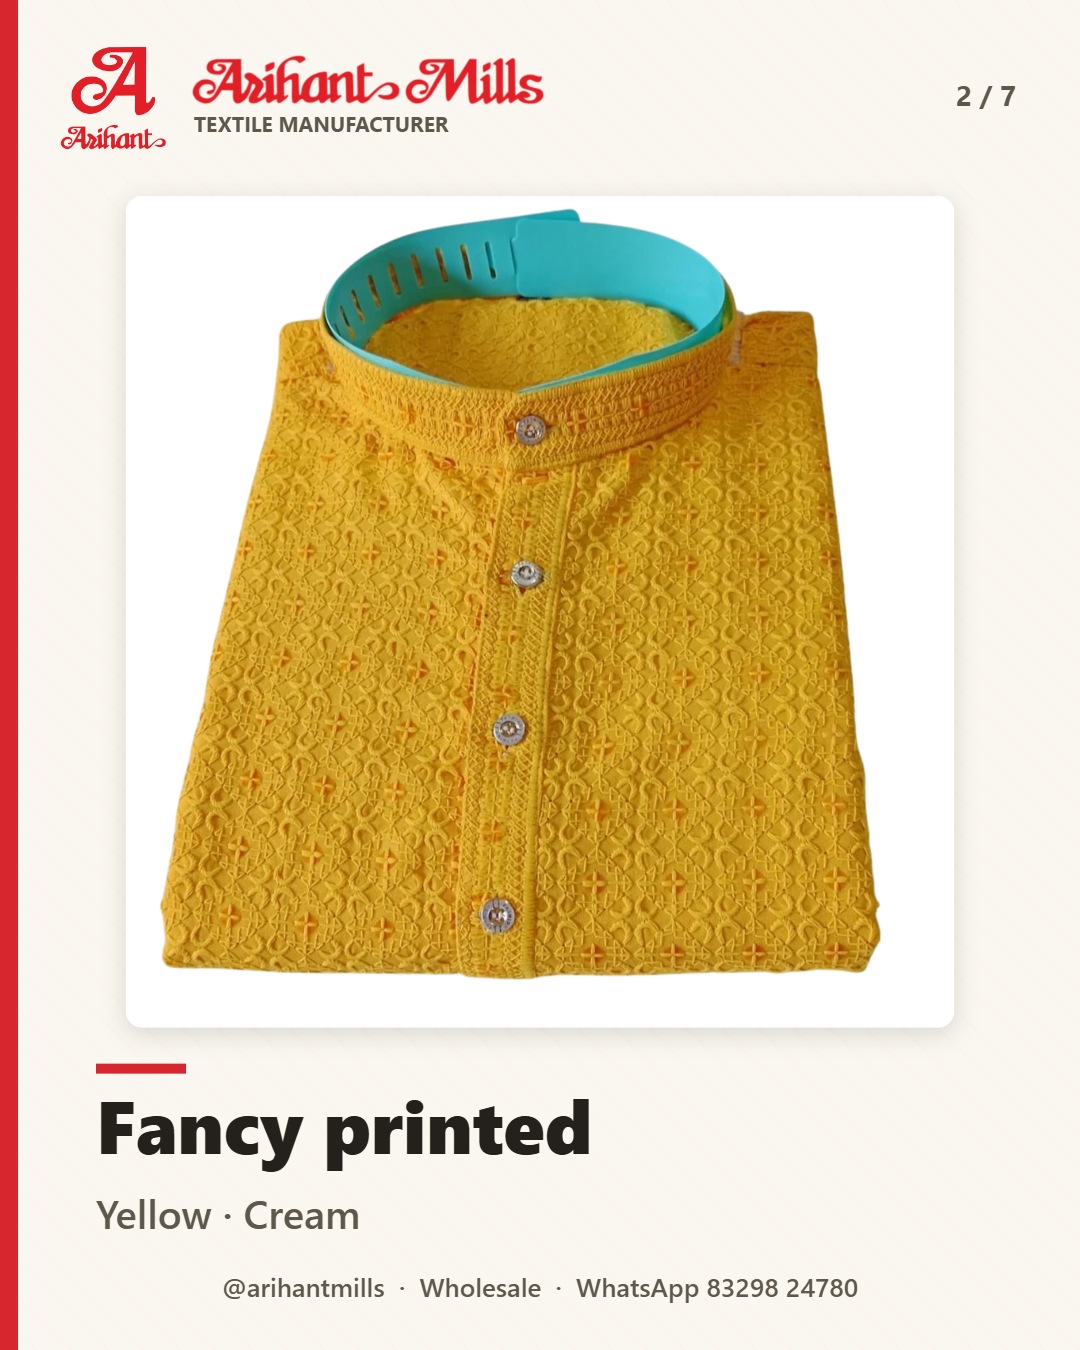 A
Arihant
Arihant Mills
TEXTILE MANUFACTURER
2 / 7
Fancy printed
Yellow · Cream
@arihantmills · Wholesale · WhatsApp 83298 24780